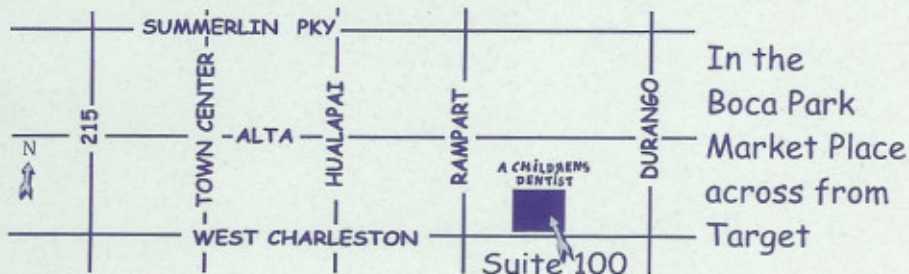 SUMMERLIN PKY
215
TOWN CENTER
ALTA
HUALAPAI
RAMPART
DURANGO
N
A CHILDRENS
DENTIST
WEST CHARLESTON
Suite 100
In the
Boca Park
Market Place
across from
Target